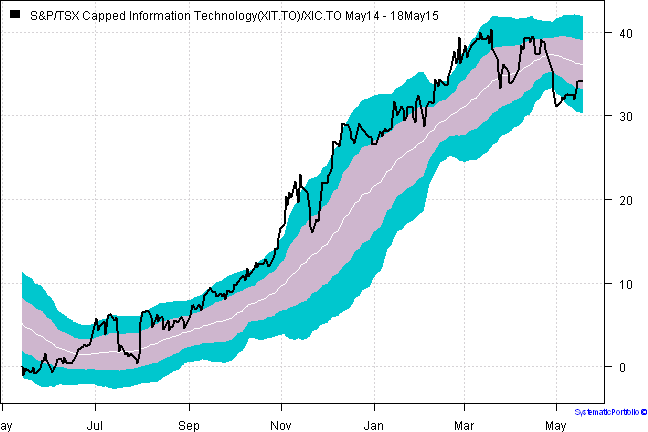 S&P/TSX Capped Information Technology(XIT.TO)/XIC.TO May14 - 18May15
40
30
20
10
0
ay Jul Sep Nov Jan Mar May
SystematicPortfolio ©